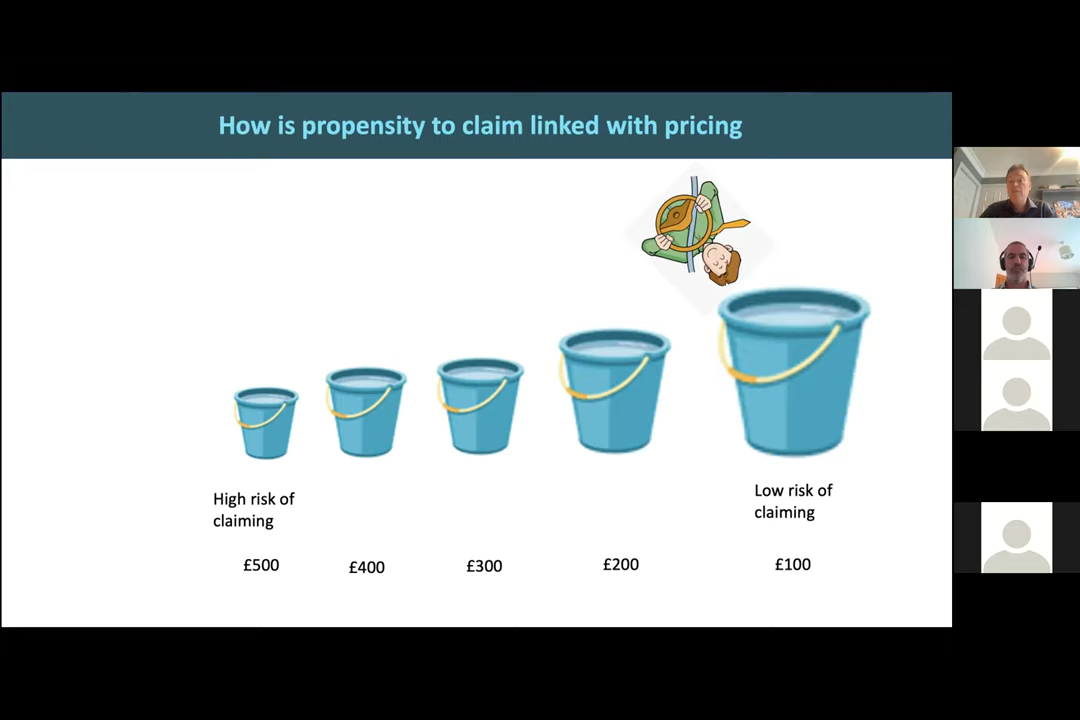 How is propensity to claim linked with pricing
High risk of
claiming
Low risk of
claiming
£500
£400
£300
£200
£100